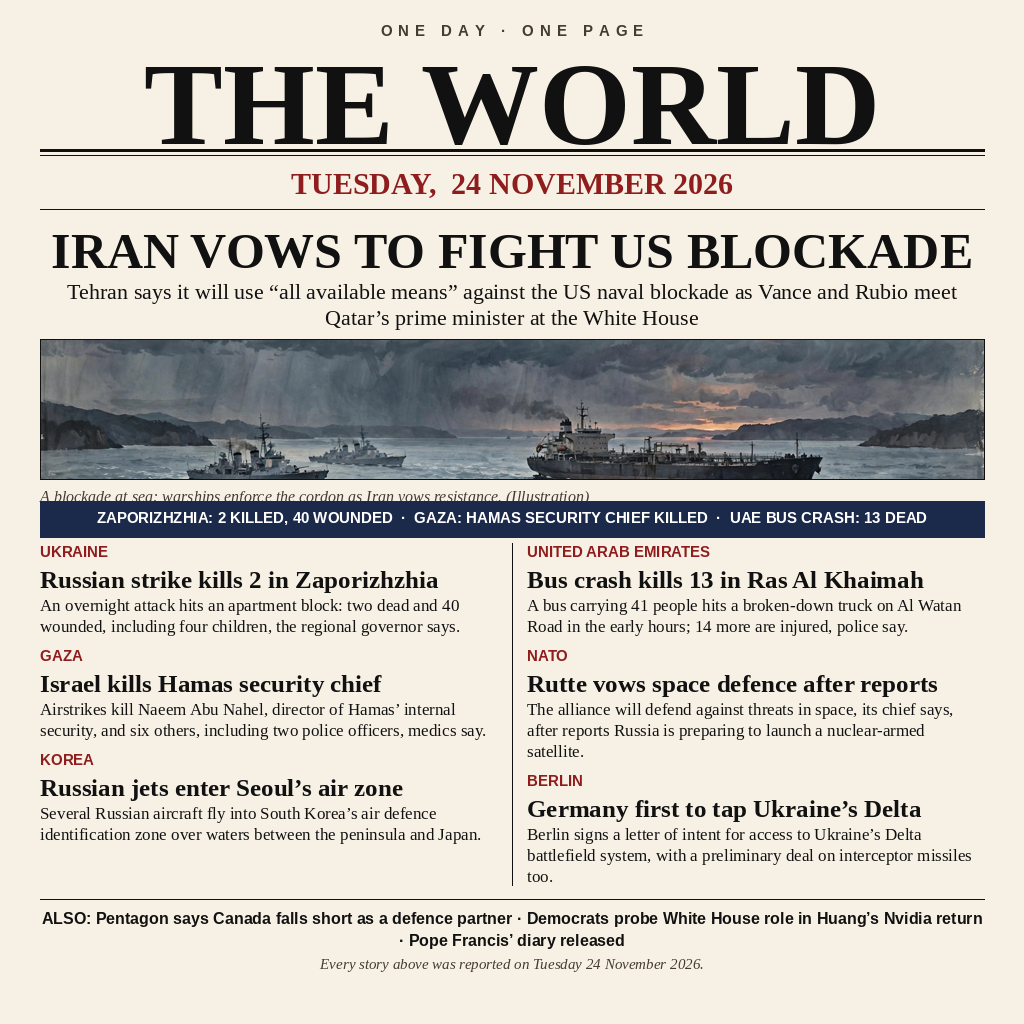 ONE DAY · ONE PAGE
THE WORLD
TUESDAY, 24 NOVEMBER 2026
IRAN VOWS TO FIGHT US BLOCKADE
Tehran says it will use “all available means” against the US naval blockade as Vance and Rubio meet
Qatar’s prime minister at the White House
A blockade at sea: warships enforce the cordon as Iran vows resistance. (Illustration)
ZAPORIZHZHIA: 2 KILLED, 40 WOUNDED · GAZA: HAMAS SECURITY CHIEF KILLED · UAE BUS CRASH: 13 DEAD
UKRAINE
Russian strike kills 2 in Zaporizhzhia
An overnight attack hits an apartment block: two dead and 40
wounded, including four children, the regional governor says.
GAZA
Israel kills Hamas security chief
Airstrikes kill Naeem Abu Nahel, director of Hamas’ internal
security, and six others, including two police officers, medics say.
KOREA
Russian jets enter Seoul’s air zone
Several Russian aircraft fly into South Korea’s air defence
identification zone over waters between the peninsula and Japan.
UNITED ARAB EMIRATES
Bus crash kills 13 in Ras Al Khaimah
A bus carrying 41 people hits a broken-down truck on Al Watan
Road in the early hours; 14 more are injured, police say.
NATO
Rutte vows space defence after reports
The alliance will defend against threats in space, its chief says,
after reports Russia is preparing to launch a nuclear-armed
satellite.
BERLIN
Germany first to tap Ukraine’s Delta
Berlin signs a letter of intent for access to Ukraine’s Delta
battlefield system, with a preliminary deal on interceptor missiles
too.
ALSO: Pentagon says Canada falls short as a defence partner · Democrats probe White House role in Huang’s Nvidia return
· Pope Francis’ diary released
Every story above was reported on Tuesday 24 November 2026.